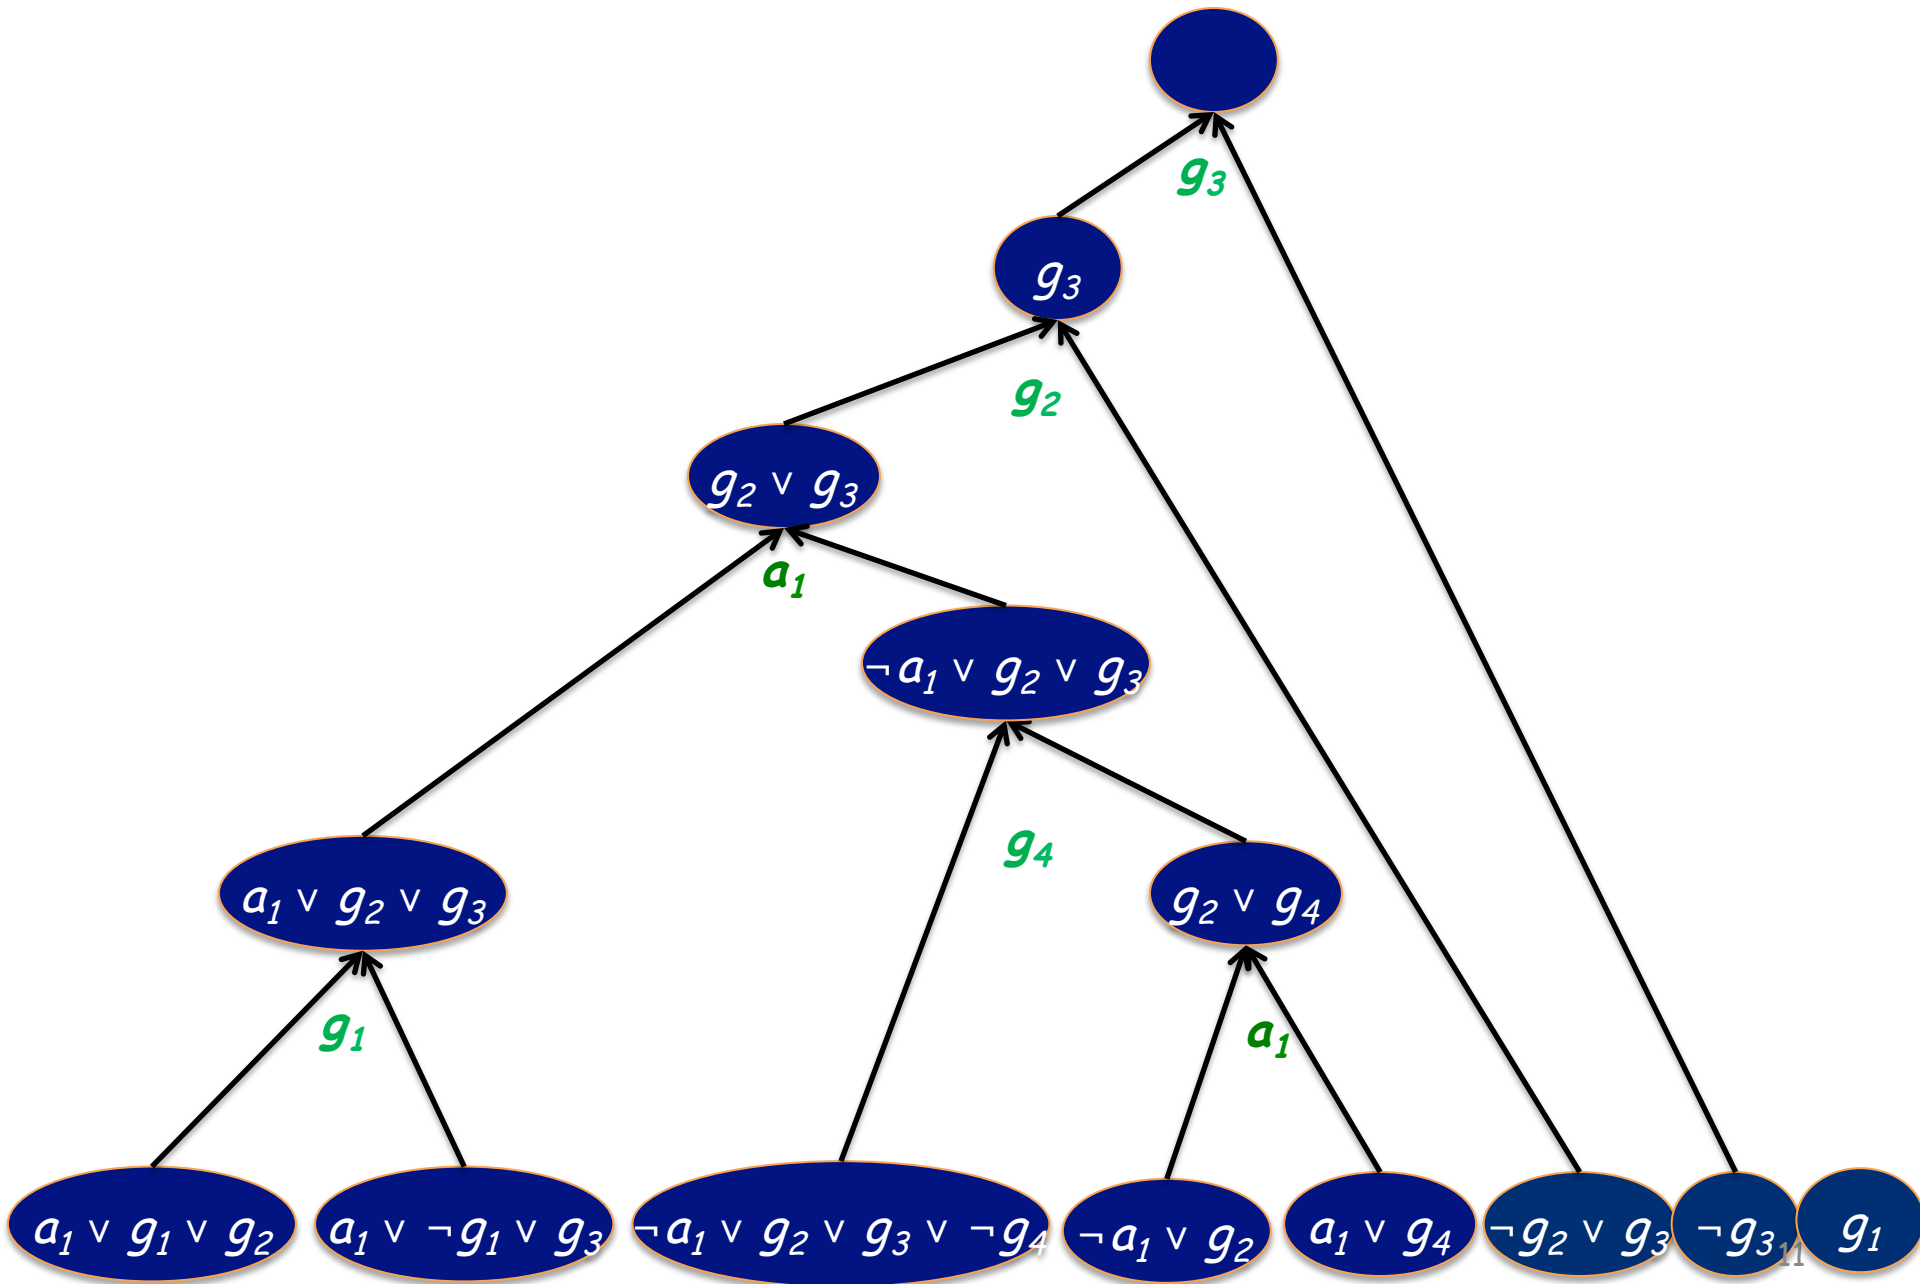 g₃
g₃
g₂
g₂ ∨ g₃
a₁
¬a₁ ∨ g₂ ∨ g₃
g₄
a₁ ∨ g₂ ∨ g₃
g₂ ∨ g₄
g₁
a₁
a₁ ∨ g₁ ∨ g₂
a₁ ∨ ¬g₁ ∨ g₃
¬a₁ ∨ g₂ ∨ g₃ ∨ ¬g₄
¬a₁ ∨ g₂
a₁ ∨ g₄
¬g₂ ∨ g₃
¬g₃
g₁
11